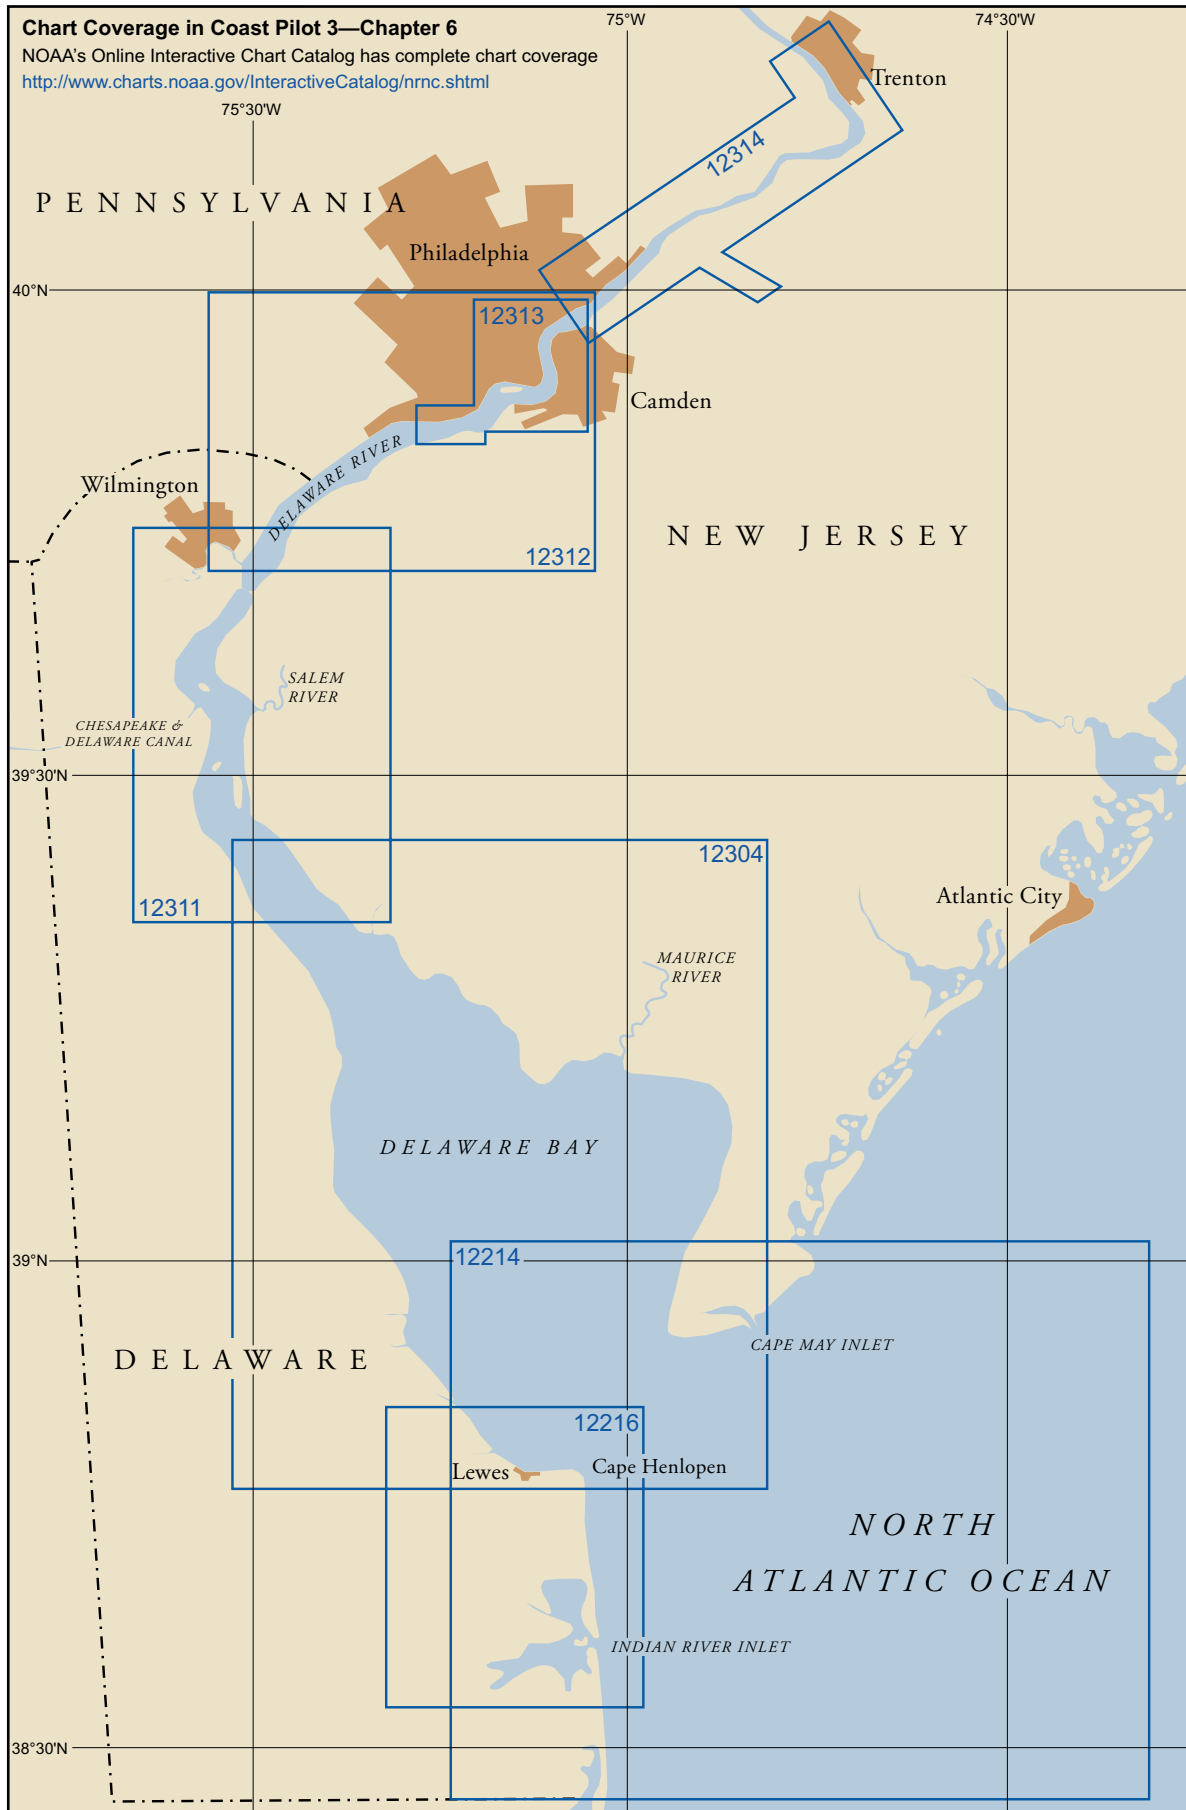 Chart Coverage in Coast Pilot 3—Chapter 6
NOAA's Online Interactive Chart Catalog has complete chart coverage
http://www.charts.noaa.gov/InteractiveCatalog/nrnc.shtml
75°W
74°30'W
75°30'W
Trenton
12314
PENNSYLVANIA
Philadelphia
40°N
12313
Camden
DELAWARE RIVER
Wilmington
NEW JERSEY
12312
SALEM
RIVER
CHESAPEAKE &
DELAWARE CANAL
39°30'N
12304
12311
Atlantic City
MAURICE
RIVER
DELAWARE BAY
39°N
12214
CAPE MAY INLET
DELAWARE
12216
Lewes
Cape Henlopen
NORTH
ATLANTIC OCEAN
INDIAN RIVER INLET
38°30'N